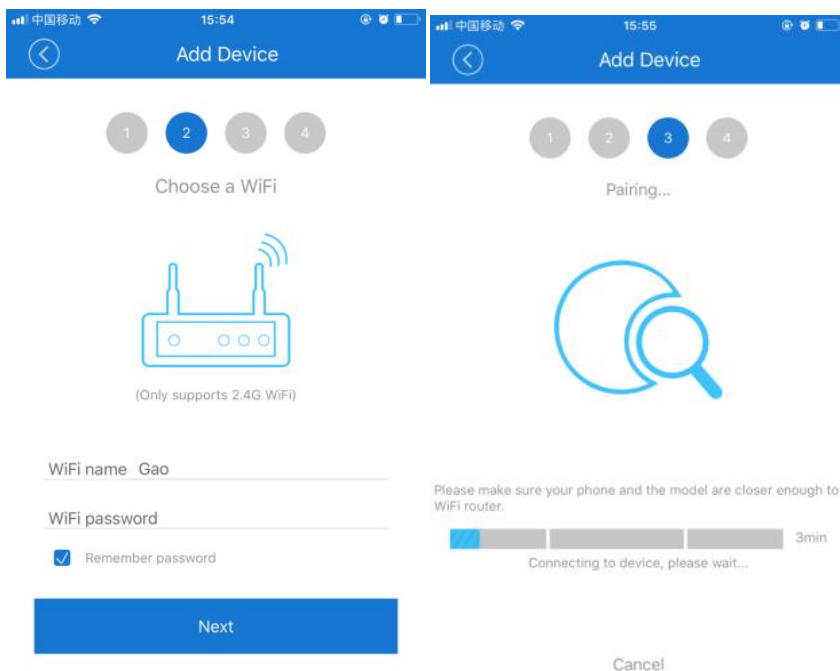 中国移动 15:54
Add Device
1 2 3 4
Choose a WiFi
(Only supports 2.4G WiFi)
WiFi name Gao
WiFi password
Remember password
Next
中国移动 15:55
Add Device
1 2 3 4
Pairing...
Please make sure your phone and the model are closer enough to
WiFi router.
3min
Connecting to device, please wait...
Cancel